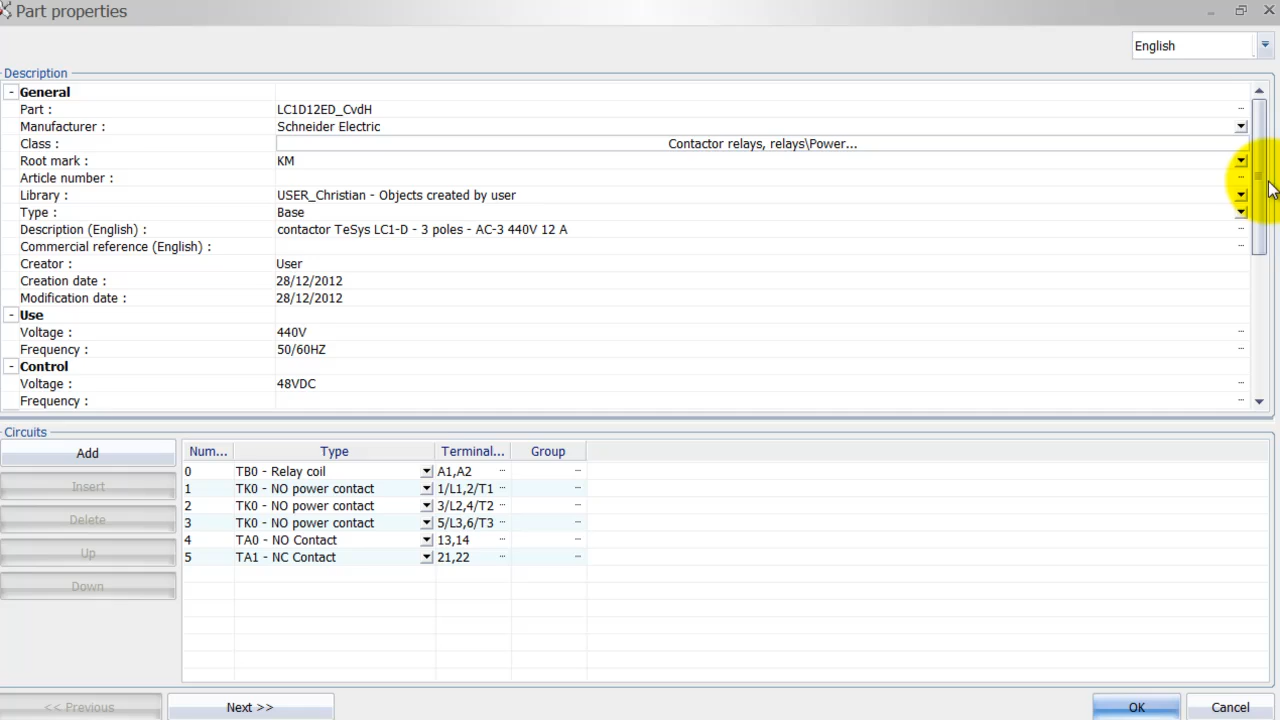 Part properties
English
Description
General
Part : LC1D12ED_CvdH
Manufacturer : Schneider Electric
Class : Contactor relays, relays\Power...
Root mark : KM
Article number :
Library : USER_Christian - Objects created by user
Type : Base
Description (English) : contactor TeSys LC1-D - 3 poles - AC-3 440V 12 A
Commercial reference (English) :
Creator : User
Creation date : 28/12/2012
Modification date : 28/12/2012
Use
Voltage : 440V
Frequency : 50/60HZ
Control
Voltage : 48VDC
Frequency :
Circuits
Add
Insert
Delete
Up
Down
Num... Type Terminal... Group
0 TB0 - Relay coil A1,A2
1 TK0 - NO power contact 1/L1,2/T1
2 TK0 - NO power contact 3/L2,4/T2
3 TK0 - NO power contact 5/L3,6/T3
4 TA0 - NO Contact 13,14
5 TA1 - NC Contact 21,22
<< Previous Next >> OK Cancel